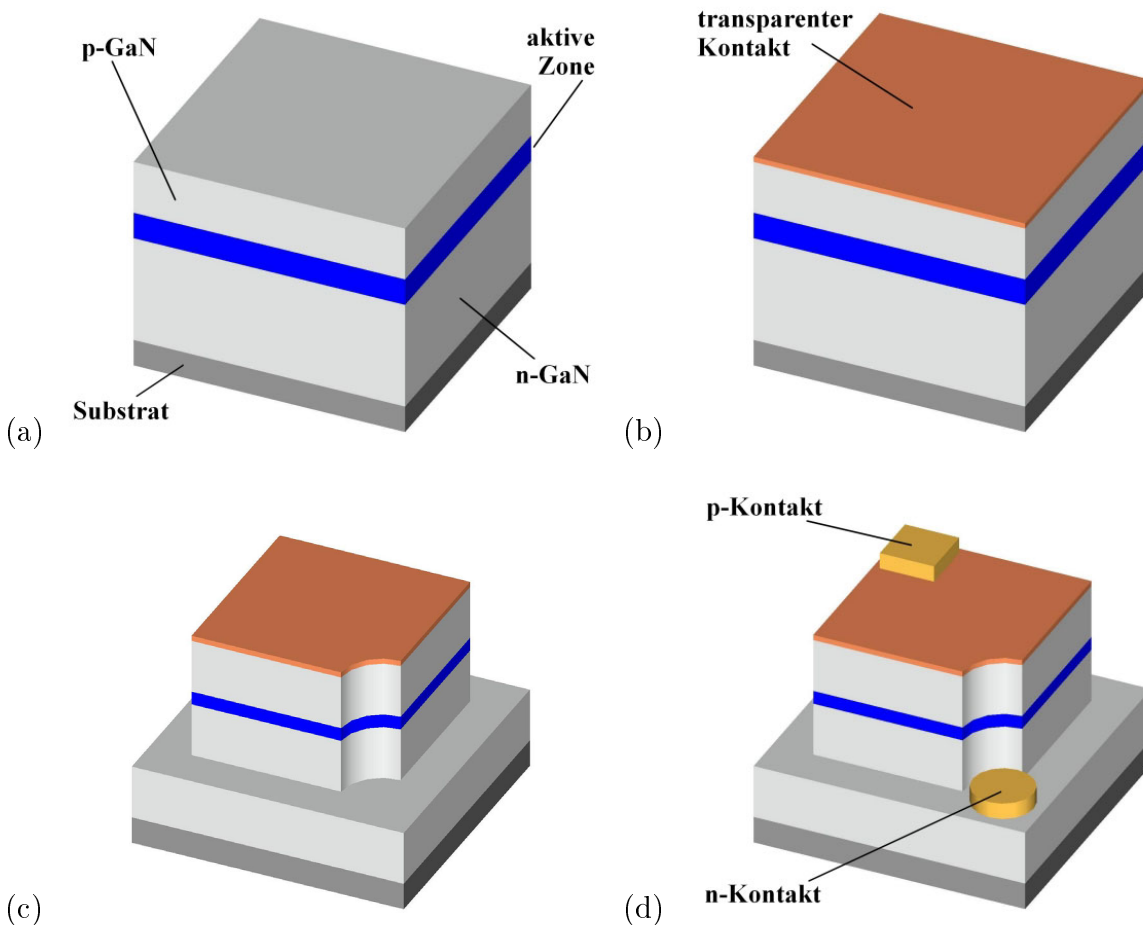 p-GaN
aktive
Zone
n-GaN
Substrat
(a)
transparenter
Kontakt
(b)
(c)
p-Kontakt
n-Kontakt
(d)